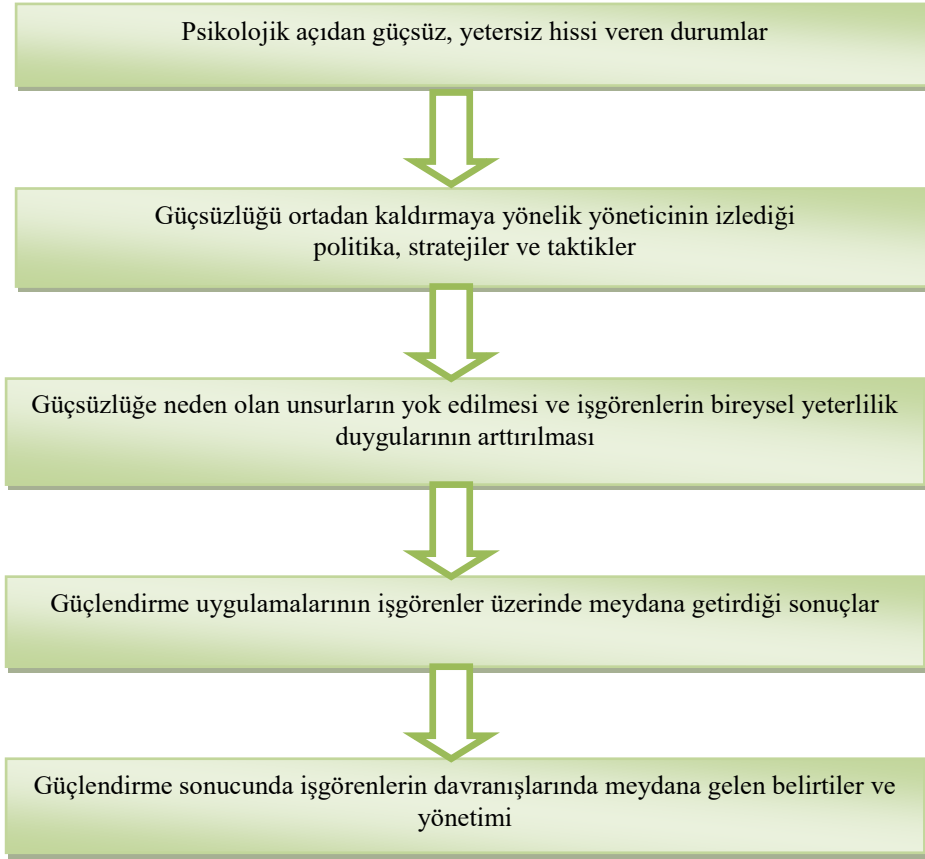 Psikolojik açıdan güçsüz, yetersiz hissi veren durumlar
Güçsüzlüğü ortadan kaldırmaya yönelik yöneticinin izlediği
politika, stratejiler ve taktikler
Güçsüzlüğe neden olan unsurların yok edilmesi ve işgörenlerin bireysel yeterlilik
duygularının arttırılması
Güçlendirme uygulamalarının işgörenler üzerinde meydana getirdiği sonuçlar
Güçlendirme sonucunda işgörenlerin davranışlarında meydana gelen belirtiler ve
yönetimi